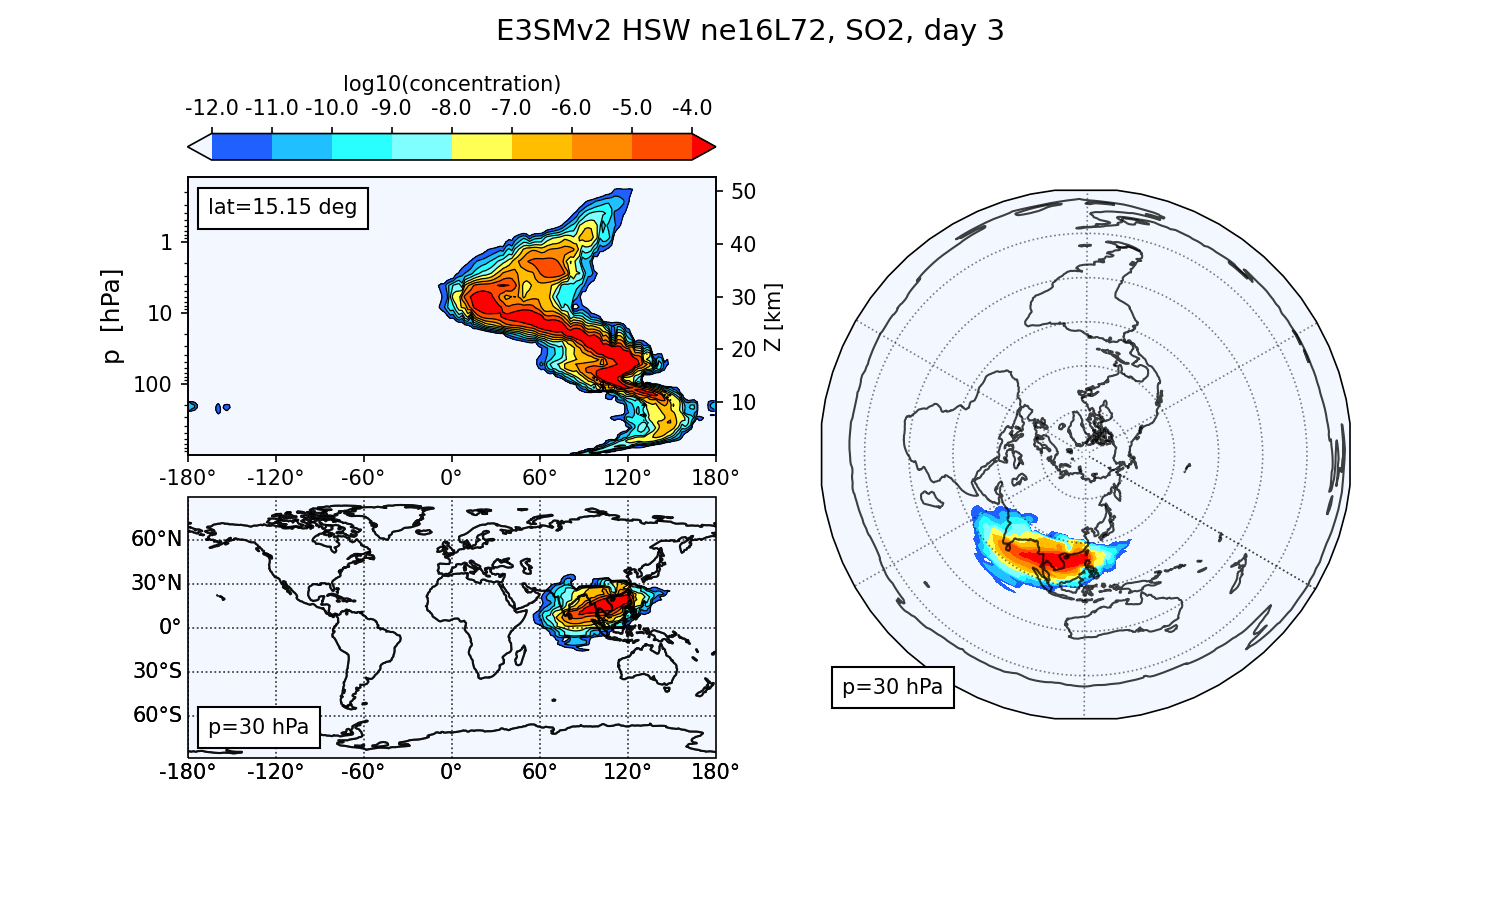 E3SMv2 HSW ne16L72, SO2, day 3
log10(concentration)
-12.0 -11.0 -10.0 -9.0 -8.0 -7.0 -6.0 -5.0 -4.0
lat=15.15 deg
p [hPa]
1
10
100
Z [km]
50
40
30
20
10
-180° -120° -60° 0° 60° 120° 180°
60°N
30°N
0°
30°S
60°S
p=30 hPa
-180° -120° -60° 0° 60° 120° 180°
p=30 hPa